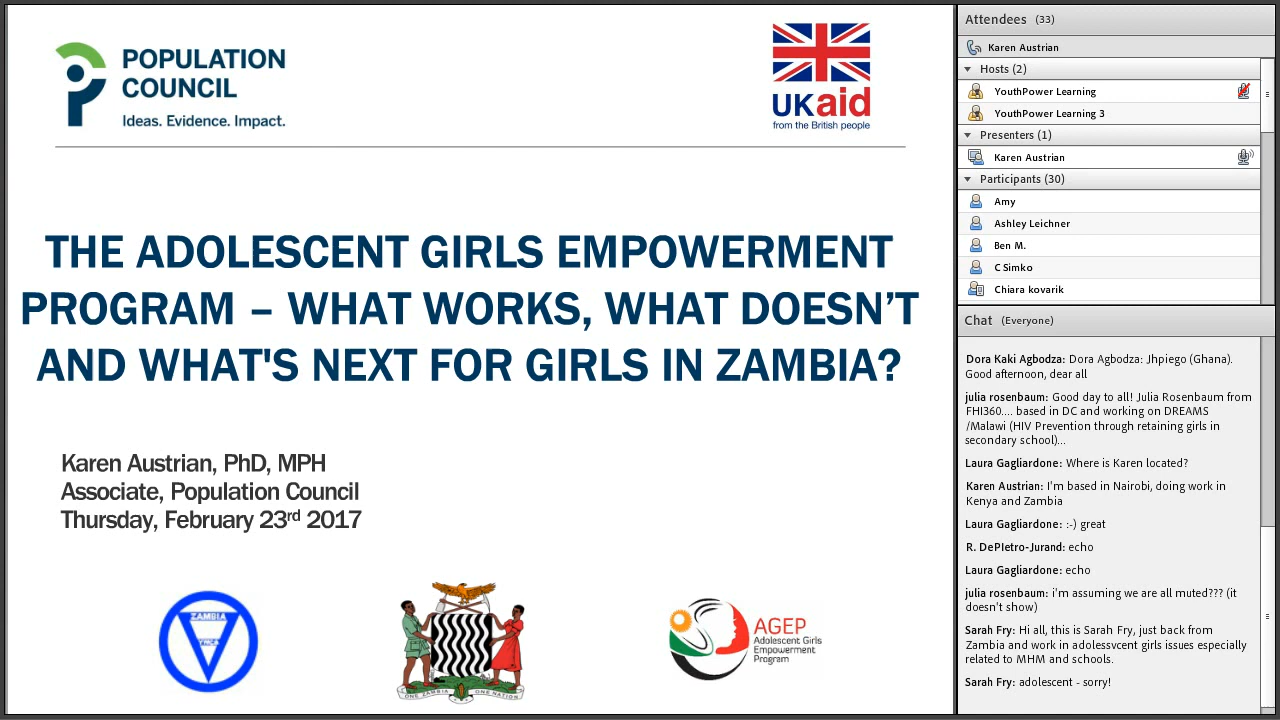 POPULATION
COUNCIL
Ideas. Evidence. Impact.
UKaid
from the British people
THE ADOLESCENT GIRLS EMPOWERMENT
PROGRAM – WHAT WORKS, WHAT DOESN’T
AND WHAT'S NEXT FOR GIRLS IN ZAMBIA?
Karen Austrian, PhD, MPH
Associate, Population Council
Thursday, February 23rd 2017
ZAMBIA
YWCA
ONE ZAMBIA ONE NATION
AGEP
Adolescent Girls
Empowerment
Program
Attendees (33)
Karen Austrian
Hosts (2)
YouthPower Learning
YouthPower Learning 3
Presenters (1)
Karen Austrian
Participants (30)
Amy
Ashley Leichner
Ben M.
C Simko
Chiara kovarik
Chat (Everyone)
Dora Kaki Agbodza: Dora Agbodza: Jhpiego (Ghana).
Good afternoon, dear all
julia rosenbaum: Good day to all! Julia Rosenbaum from
FHI360.... based in DC and working on DREAMS
/Malawi (HIV Prevention through retaining girls in
secondary school)...
Laura Gagliardone: Where is Karen located?
Karen Austrian: I'm based in Nairobi, doing work in
Kenya and Zambia
Laura Gagliardone: :-) great
R. DePIetro-Jurand: echo
Laura Gagliardone: echo
julia rosenbaum: i'm assuming we are all muted??? (it
doesn't show)
Sarah Fry: Hi all, this is Sarah Fry, just back from
Zambia and work in adolessvcent girls issues especially
related to MHM and schools.
Sarah Fry: adolescent - sorry!